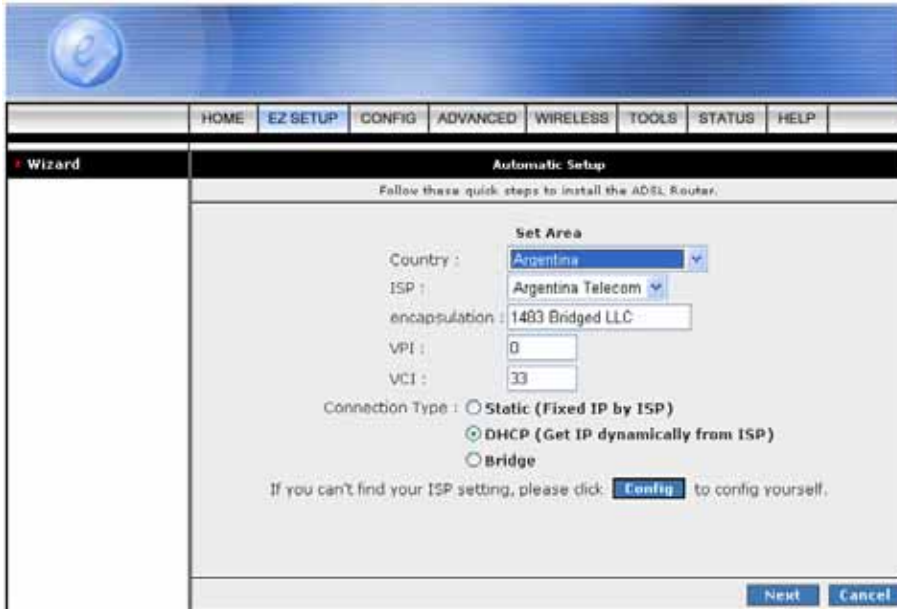 e
HOME EZ SETUP CONFIG ADVANCED WIRELESS TOOLS STATUS HELP
Wizard
Automatic Setup
Follow these quick steps to install the ADSL Router.
Set Area
Country : Argentina
ISP : Argentina Telecom
encapsulation : 1483 Bridged LLC
VPI : 0
VCI : 33
Connection Type : Static (Fixed IP by ISP)
DHCP (Get IP dynamically from ISP)
Bridge
If you can't find your ISP setting, please click Config to config yourself.
Next Cancel